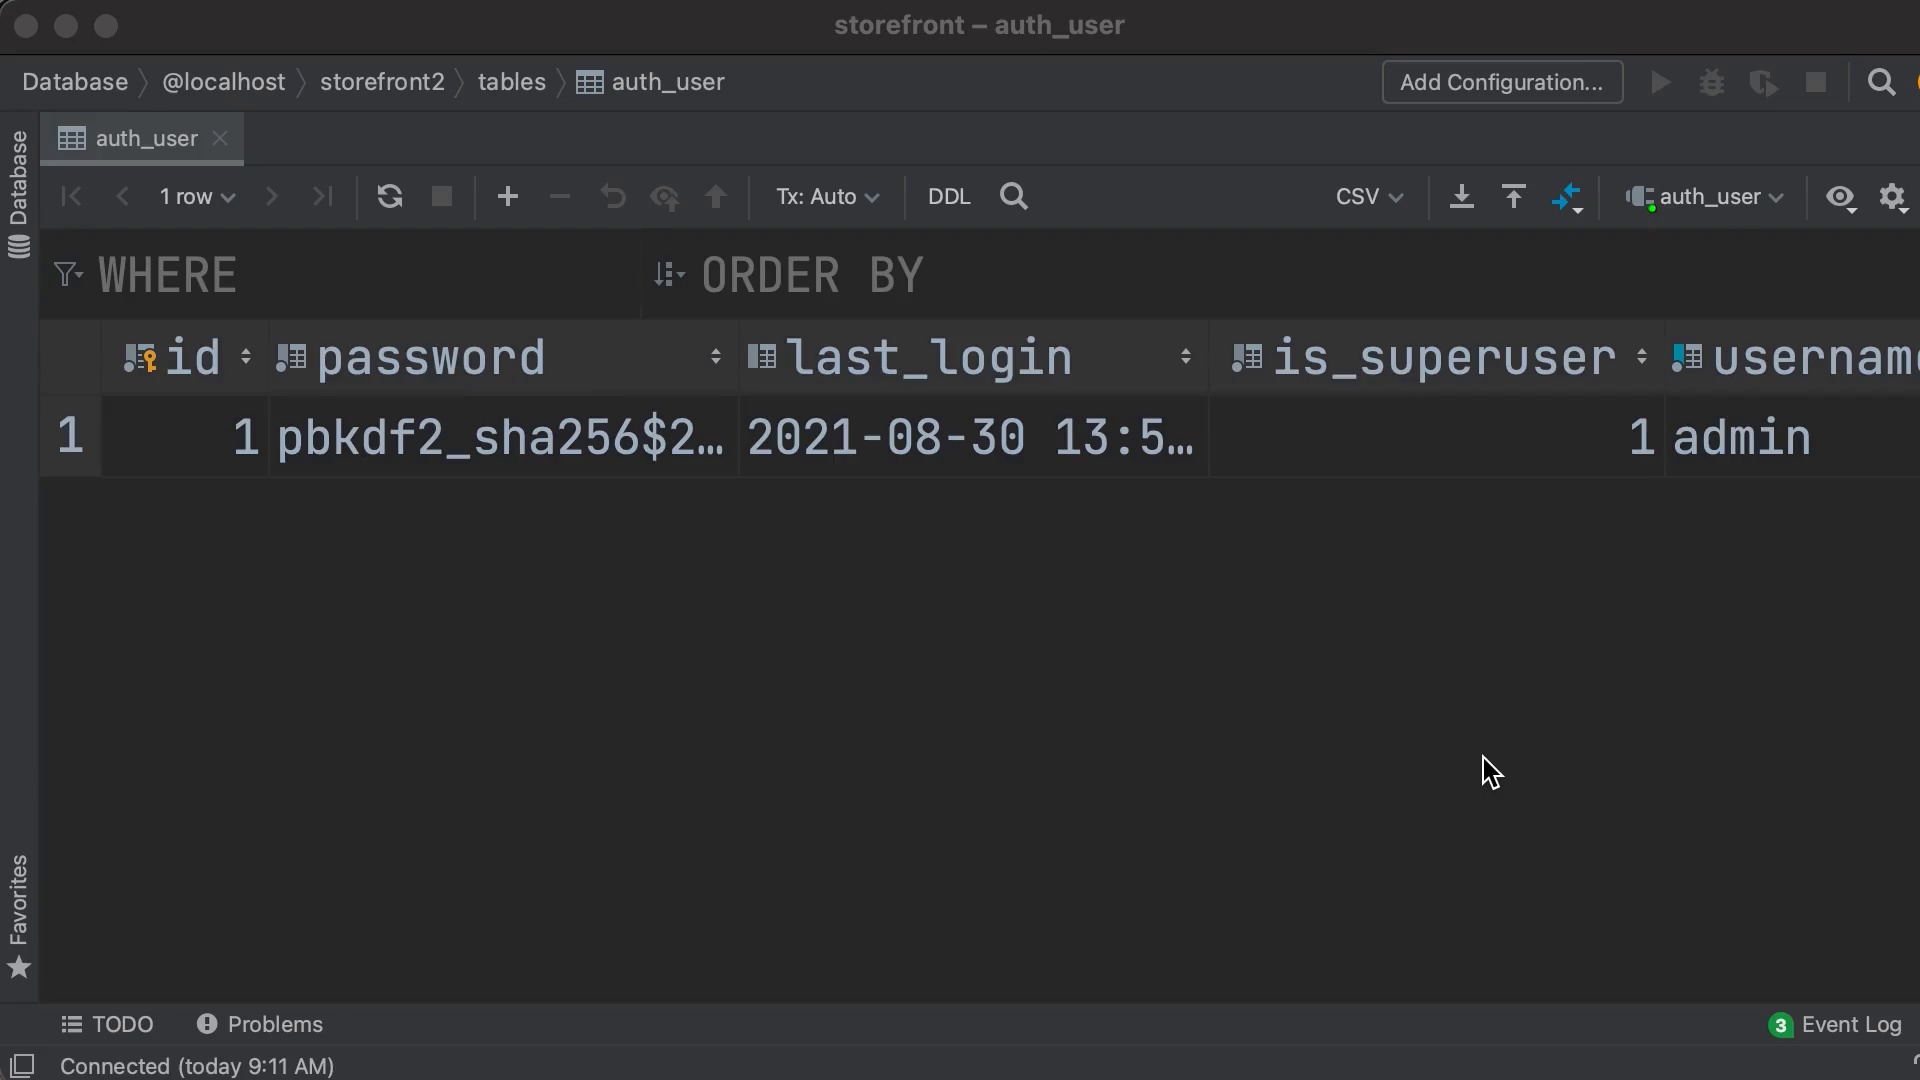 storefront – auth_user
Database
@localhost
storefront2
tables
auth_user
Add Configuration...
Database
auth_user
1 row
Tx: Auto
DDL
CSV
auth_user
WHERE
ORDER BY
id
password
last_login
is_superuser
usernam
1
1
pbkdf2_sha256$2…
2021-08-30 13:5…
1
admin
Favorites
TODO
Problems
3
Event Log
Connected (today 9:11 AM)